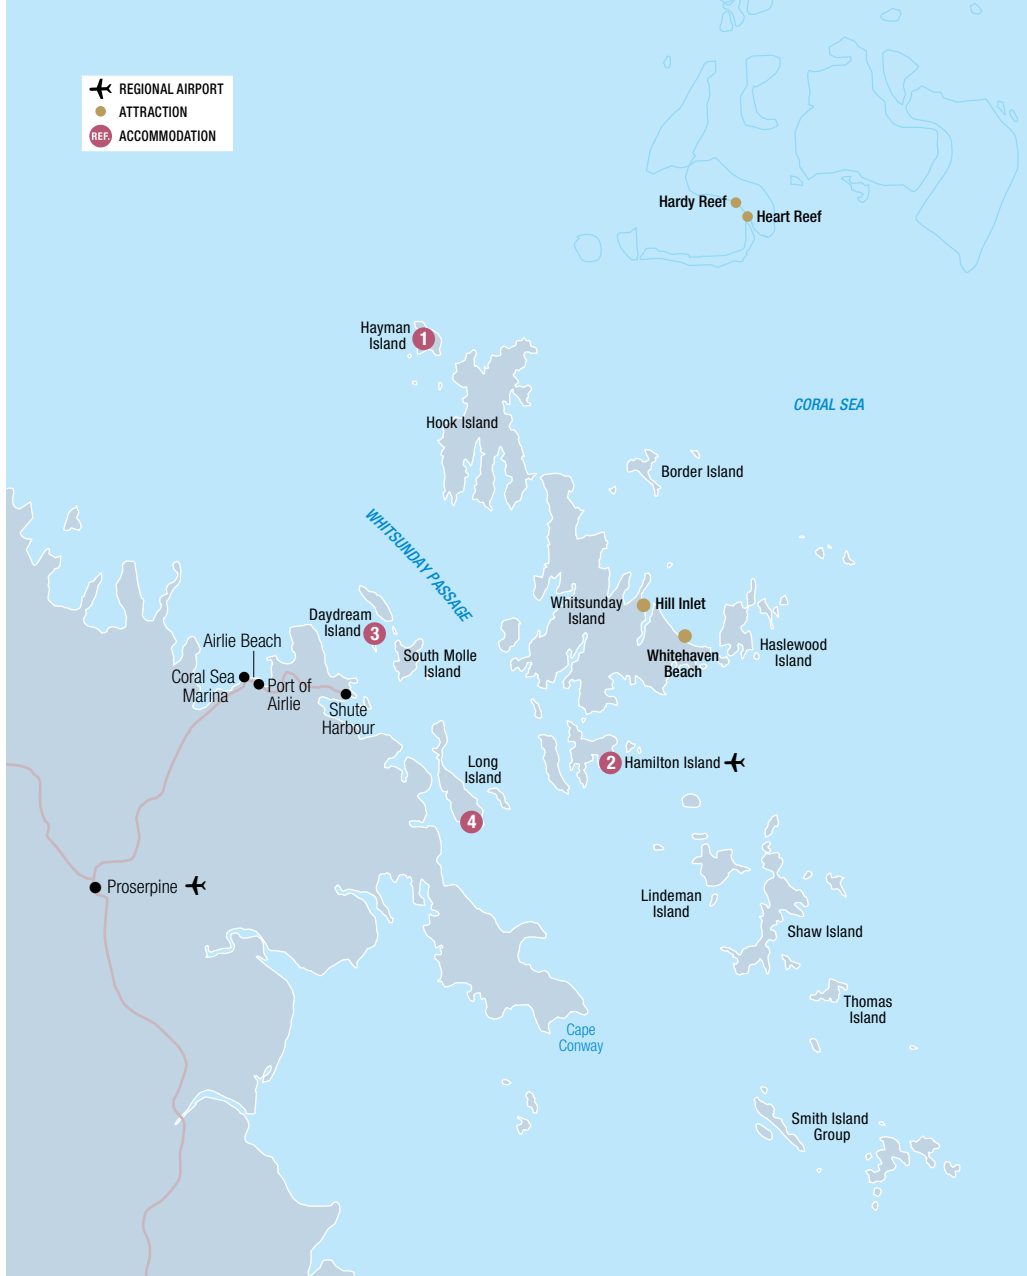 REGIONAL AIRPORT
ATTRACTION
REF. ACCOMMODATION
Hardy Reef
Heart Reef
Hayman
Island
1
CORAL SEA
Hook Island
Border Island
WHITSUNDAY PASSAGE
Whitsunday
Island
Hill Inlet
Daydream
Island
3
Airlie Beach
South Molle
Island
Whitehaven
Beach
Haslewood
Island
Coral Sea
Marina
Port of
Airlie
Shute
Harbour
Long
Island
2 Hamilton Island
4
Proserpine
Lindeman
Island
Shaw Island
Thomas
Island
Cape
Conway
Smith Island
Group